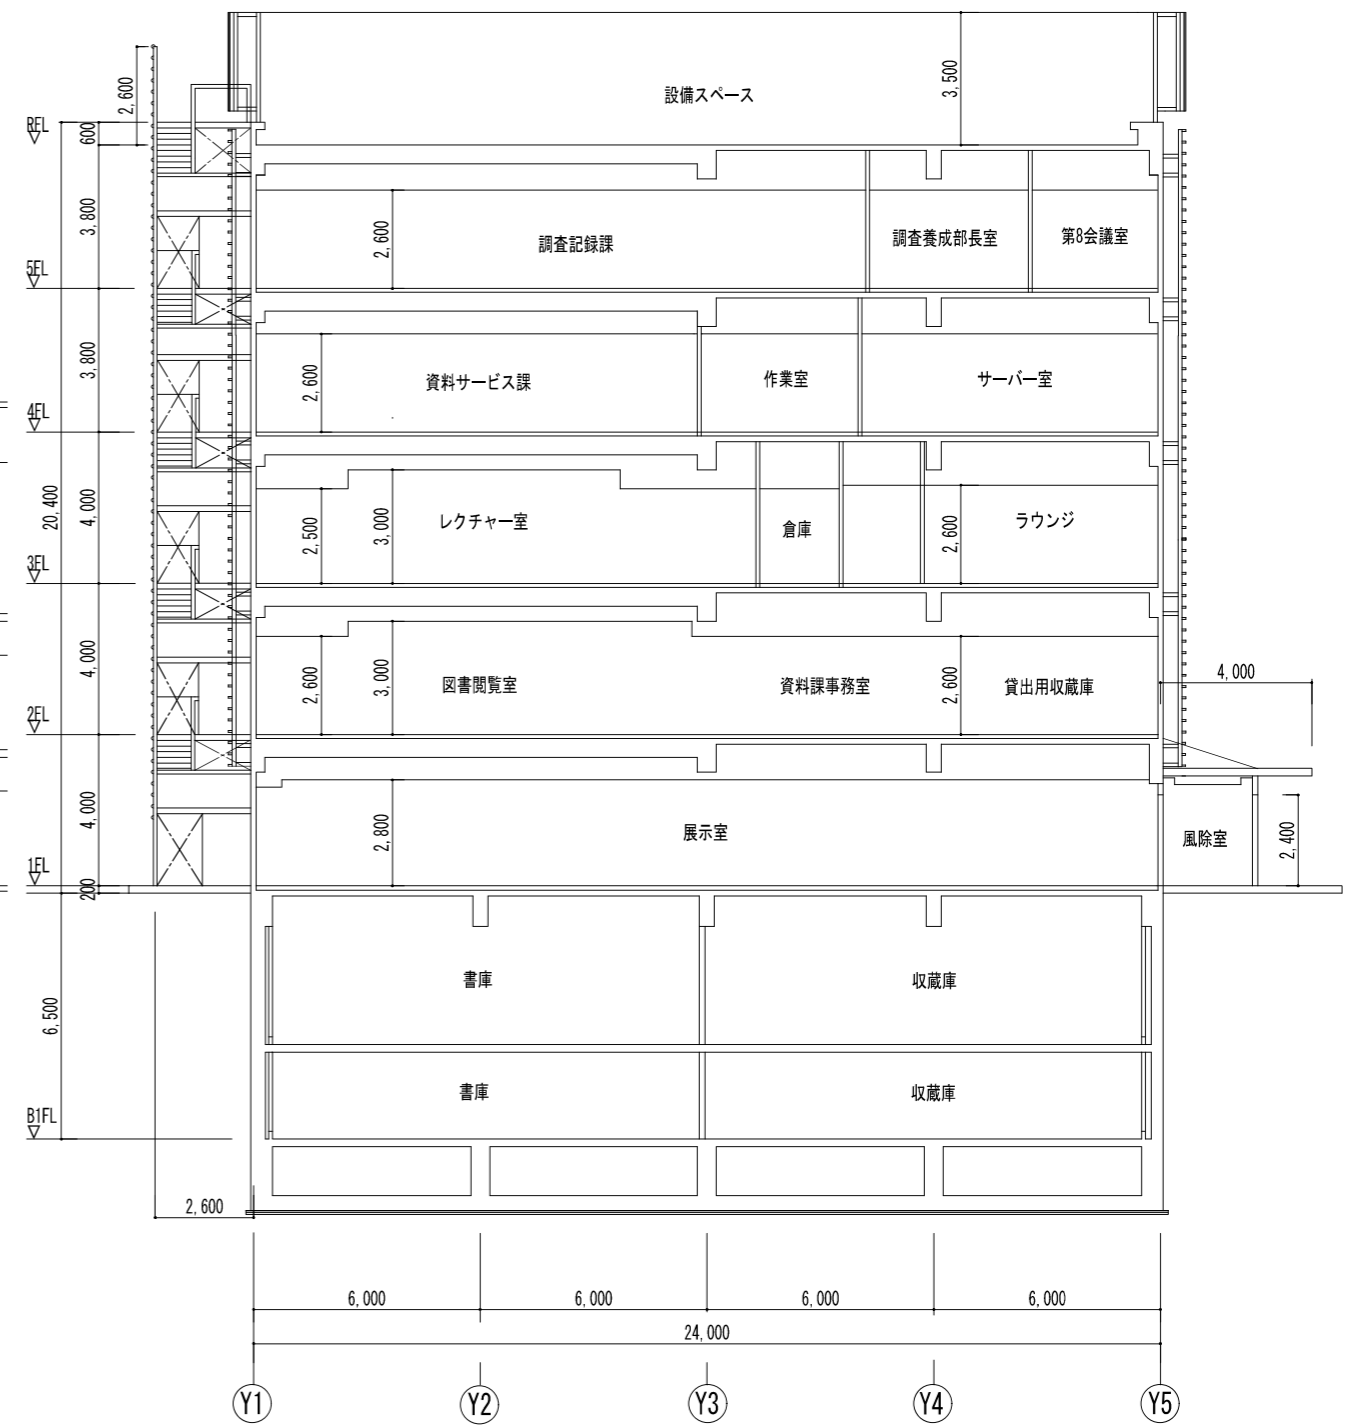 設備スペース
3,500
2,600
RFL
600
3,800
2,600
調査記録課
調査養成部長室
第8会議室
5FL
3,800
2,600
資料サービス課
作業室
サーバー室
4FL
20,400
4,000
2,500
3,000
レクチャー室
倉庫
2,600
ラウンジ
3FL
4,000
2,600
3,000
図書閲覧室
資料課事務室
2,600
貸出用収蔵庫
4,000
2FL
4,000
2,800
展示室
風除室
2,400
1FL
200
書庫
収蔵庫
6,500
書庫
収蔵庫
B1FL
2,600
6,000
6,000
6,000
6,000
24,000
Y1
Y2
Y3
Y4
Y5